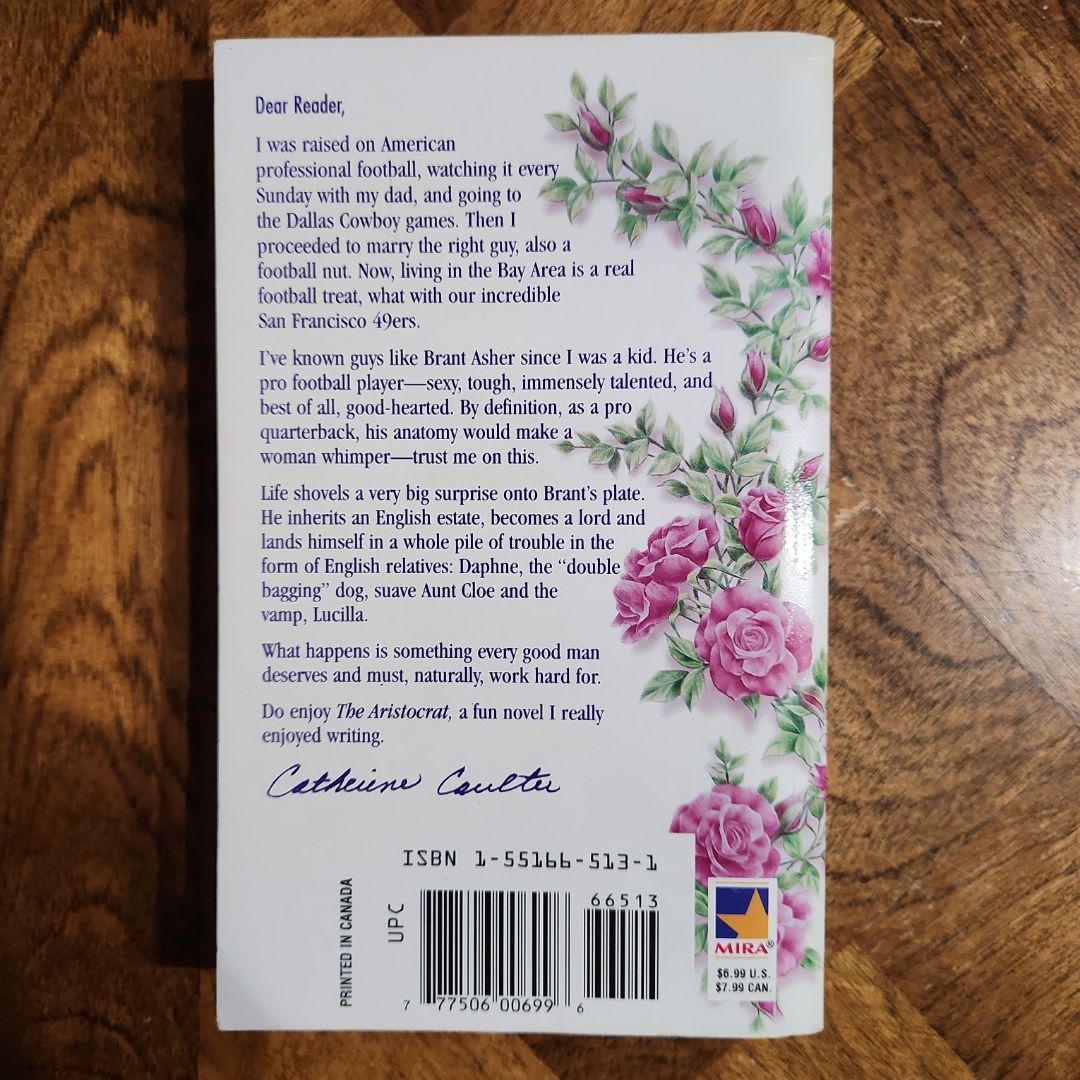 Dear Reader,
I was raised on American
professional football, watching it every
Sunday with my dad, and going to
the Dallas Cowboy games. Then I
proceeded to marry the right guy, also a
football nut. Now, living in the Bay Area is a real
football treat, what with our incredible
San Francisco 49ers.
I've known guys like Brant Asher since I was a kid. He's a
pro football player—sexy, tough, immensely talented, and
best of all, good-hearted. By definition, as a pro
quarterback, his anatomy would make a
woman whimper—trust me on this.
Life shovels a very big surprise onto Brant's plate.
He inherits an English estate, becomes a lord and
lands himself in a whole pile of trouble in the
form of English relatives: Daphne, the "double
bagging" dog, suave Aunt Cloe and the
vamp, Lucilla.
What happens is something every good man
deserves and must, naturally, work hard for.
Do enjoy The Aristocrat, a fun novel I really
enjoyed writing.
Catherine Coulter
ISBN 1-55166-513-1
PRINTED IN CANADA
UPC
66513
7 77506 00699 6
MIRA®
$6.99 U.S.
$7.99 CAN.